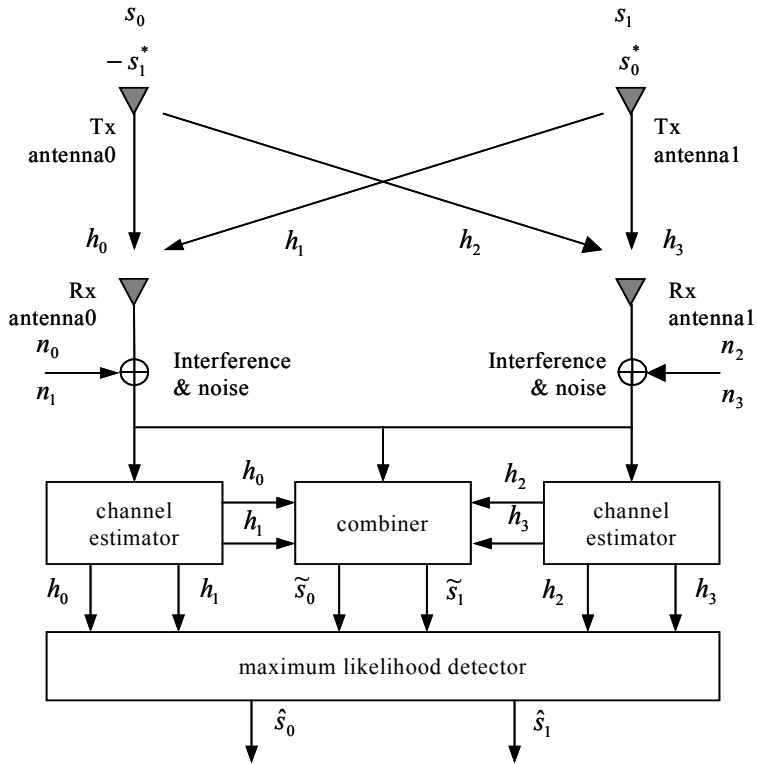 s₀ s₁
− s₁* s₀*
Tx
antenna0
Tx
antenna1
h₀ h₁ h₂ h₃
Rx
antenna0
Rx
antenna1
n₀
n₁
Interference
& noise
Interference
& noise
n₂
n₃
channel
estimator
h₀
h₁
combiner
h₂
h₃
channel
estimator
h₀ h₁ s̃₀ s̃₁ h₂ h₃
maximum likelihood detector
ŝ₀ ŝ₁